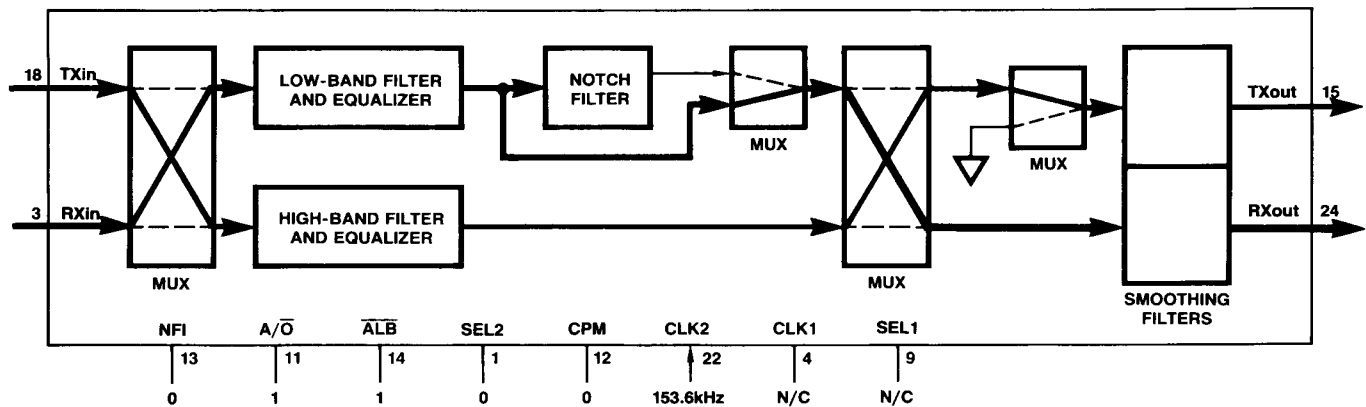 18 TXin
LOW-BAND FILTER
AND EQUALIZER
NOTCH
FILTER
MUX
MUX
TXout 15
3 RXin
HIGH-BAND FILTER
AND EQUALIZER
RXout 24
MUX
MUX
SMOOTHING
FILTERS
NFI A/O̅ A̅L̅B̅ SEL2 CPM CLK2 CLK1 SEL1
13 11 14 1 12 22 4 9
0 1 1 0 0 153.6kHz N/C N/C